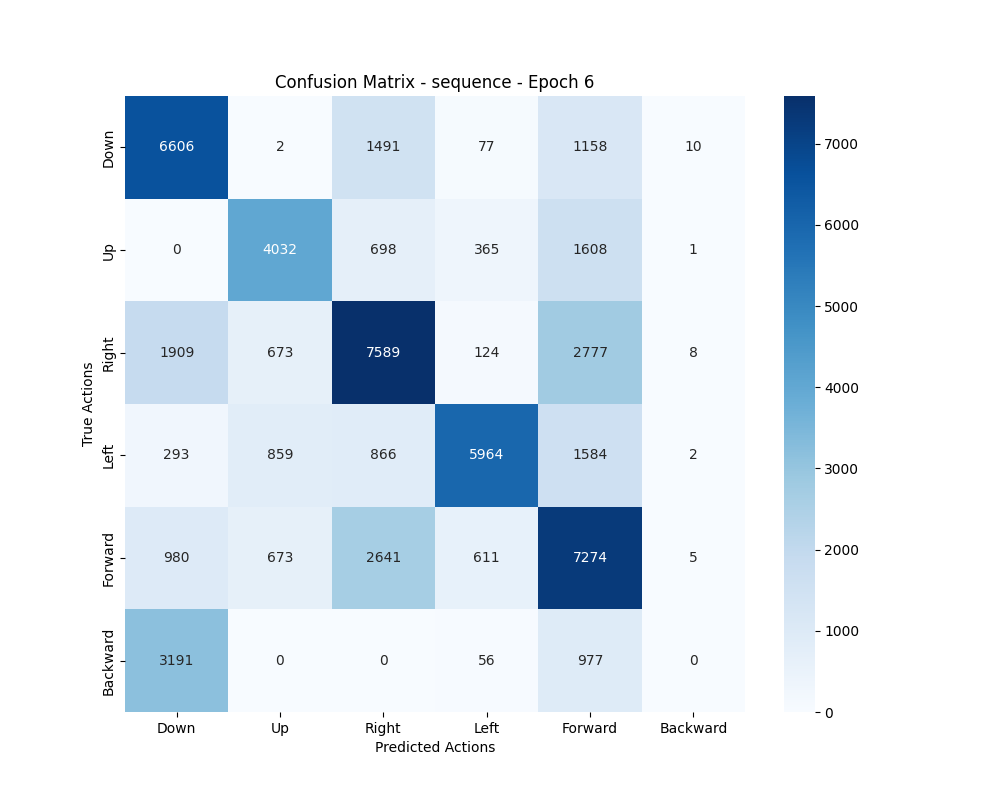 Confusion Matrix - sequence - Epoch 6
True Actions
Down 6606 2 1491 77 1158 10
Up 0 4032 698 365 1608 1
Right 1909 673 7589 124 2777 8
Left 293 859 866 5964 1584 2
Forward 980 673 2641 611 7274 5
Backward 3191 0 0 56 977 0
Down Up Right Left Forward Backward
Predicted Actions
7000
6000
5000
4000
3000
2000
1000
0